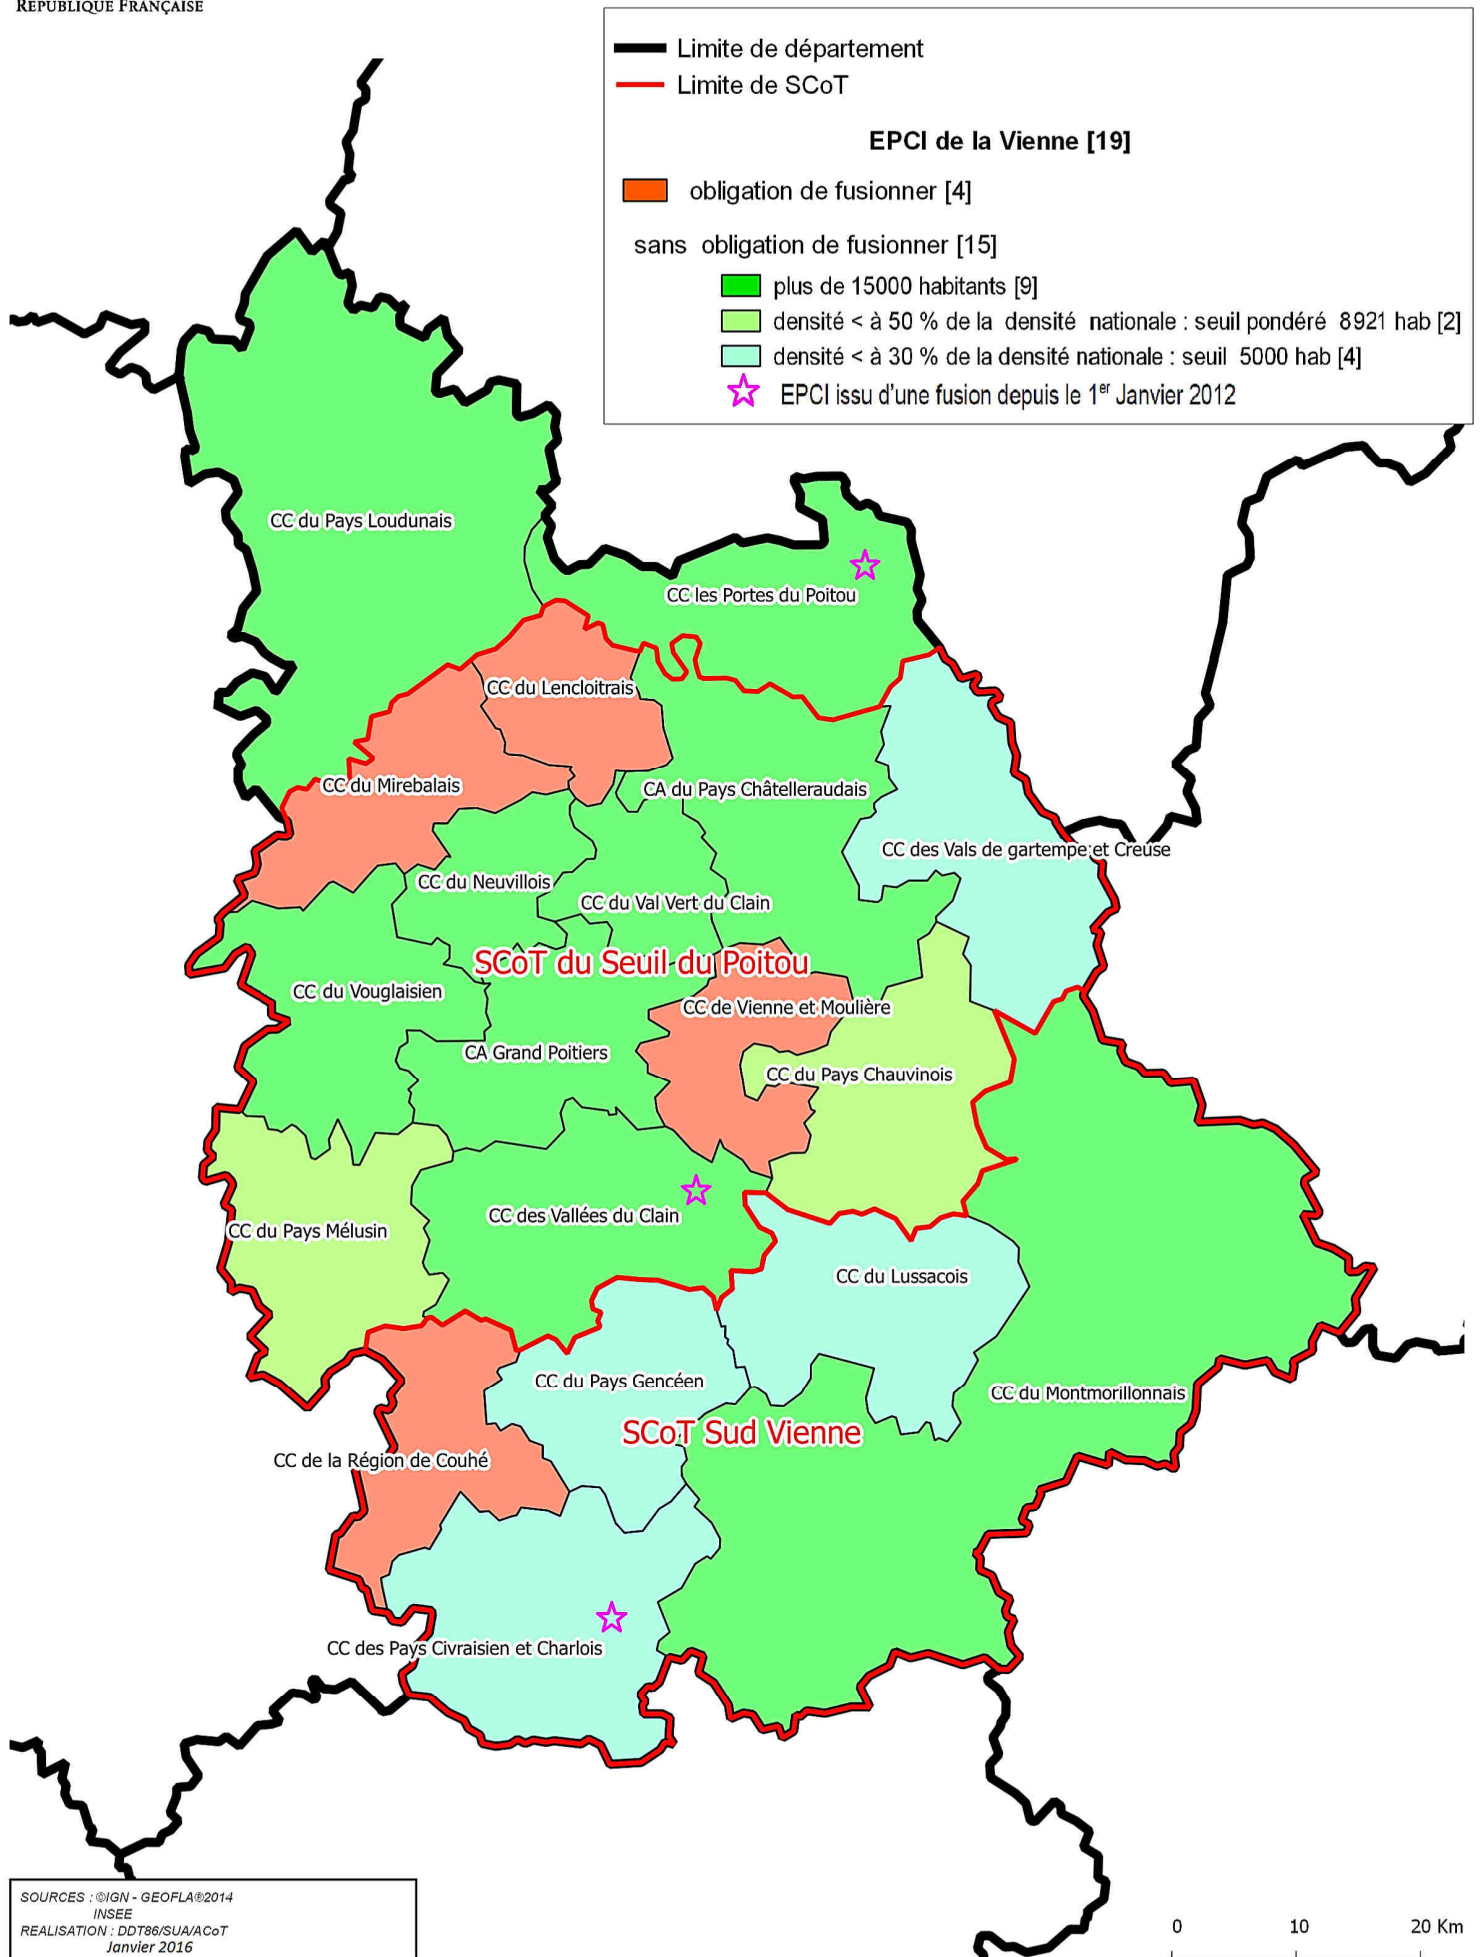 RÉPUBLIQUE FRANÇAISE
Limite de département
Limite de SCoT
EPCI de la Vienne [19]
obligation de fusionner [4]
sans obligation de fusionner [15]
plus de 15000 habitants [9]
densité < à 50 % de la densité nationale : seuil pondéré 8921 hab [2]
densité < à 30 % de la densité nationale : seuil 5000 hab [4]
EPCI issu d'une fusion depuis le 1er Janvier 2012
CC du Pays Loudunais
CC les Portes du Poitou
CC du Lencloitrais
CC du Mirebalais
CA du Pays Châtelleraudais
CC des Vals de gartempe et Creuse
CC du Neuvillois
CC du Val Vert du Clain
SCoT du Seuil du Poitou
CC du Vouglaisien
CC de Vienne et Moulière
CA Grand Poitiers
CC du Pays Chauvinois
CC des Vallées du Clain
CC du Pays Mélusin
CC du Lussacois
CC du Pays Gencéen
CC du Montmorillonnais
SCoT Sud Vienne
CC de la Région de Couhé
CC des Pays Civraisien et Charlois
SOURCES : ©IGN - GEOFLA®2014
INSEE
REALISATION : DDT86/SUA/ACoT
Janvier 2016
0 10 20 Km